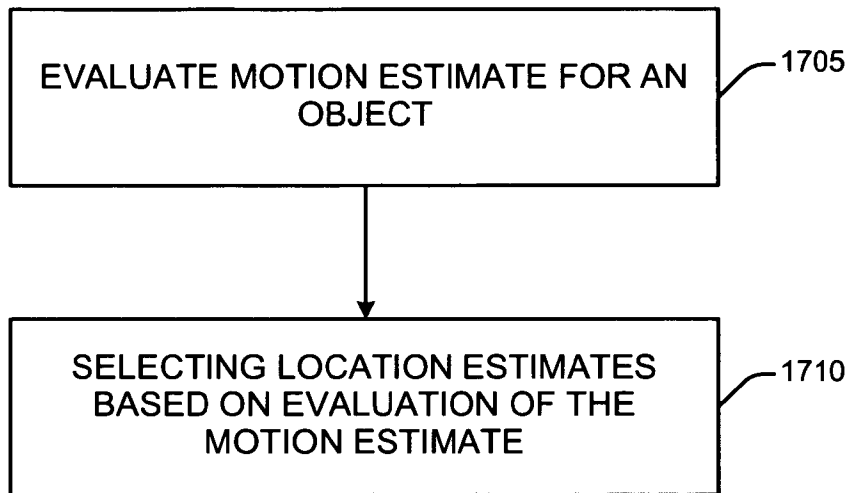 EVALUATE MOTION ESTIMATE FOR AN
OBJECT
1705
SELECTING LOCATION ESTIMATES
BASED ON EVALUATION OF THE
MOTION ESTIMATE
1710